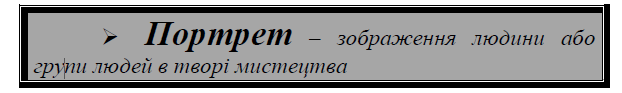 ➢ Портрет – зображення людини або
групи людей в творі мистецтва